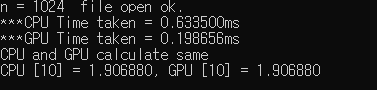 n = 1024  file open ok.
***CPU Time taken = 0.633500ms
***GPU Time taken = 0.198656ms
CPU and GPU calculate same
CPU [10] = 1.906880, GPU [10] = 1.906880